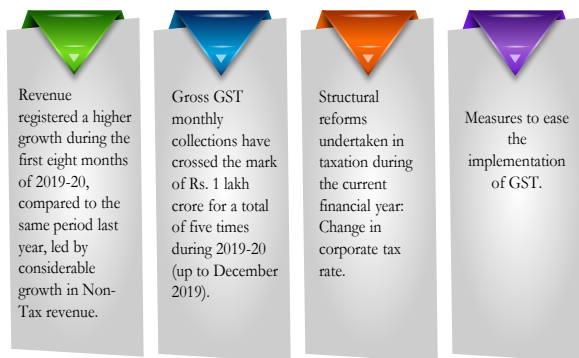 Revenue
registered a higher
growth during the
first eight months
of 2019-20,
compared to the
same period last
year, led by
considerable
growth in Non-
Tax revenue.
Gross GST
monthly
collections have
crossed the mark
of Rs. 1 lakh
crore for a total
of five times
during 2019-20
(up to December
2019).
Structural
reforms
undertaken in
taxation during
the current
financial year:
Change in
corporate tax
rate.
Measures to ease
the
implementation
of GST.